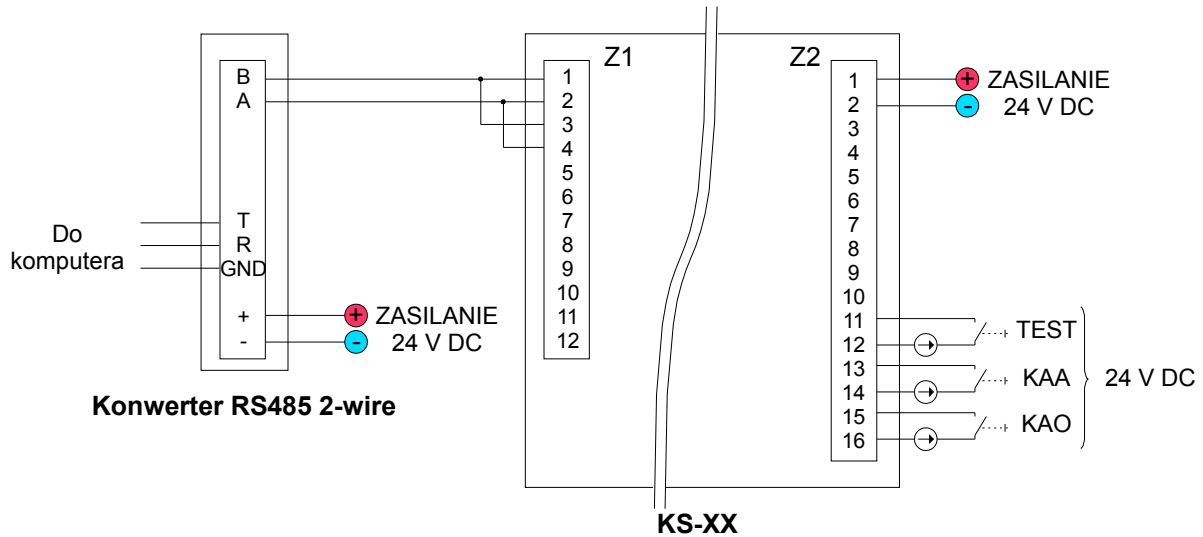 B
A
T
R
GND
+
-
Do
komputera
+ ZASILANIE
- 24 V DC
Konwerter RS485 2-wire
Z1
1
2
3
4
5
6
7
8
9
10
11
12
Z2
1
2
3
4
5
6
7
8
9
10
11
12
13
14
15
16
+ ZASILANIE
- 24 V DC
TEST
KAA
KAO
24 V DC
KS-XX